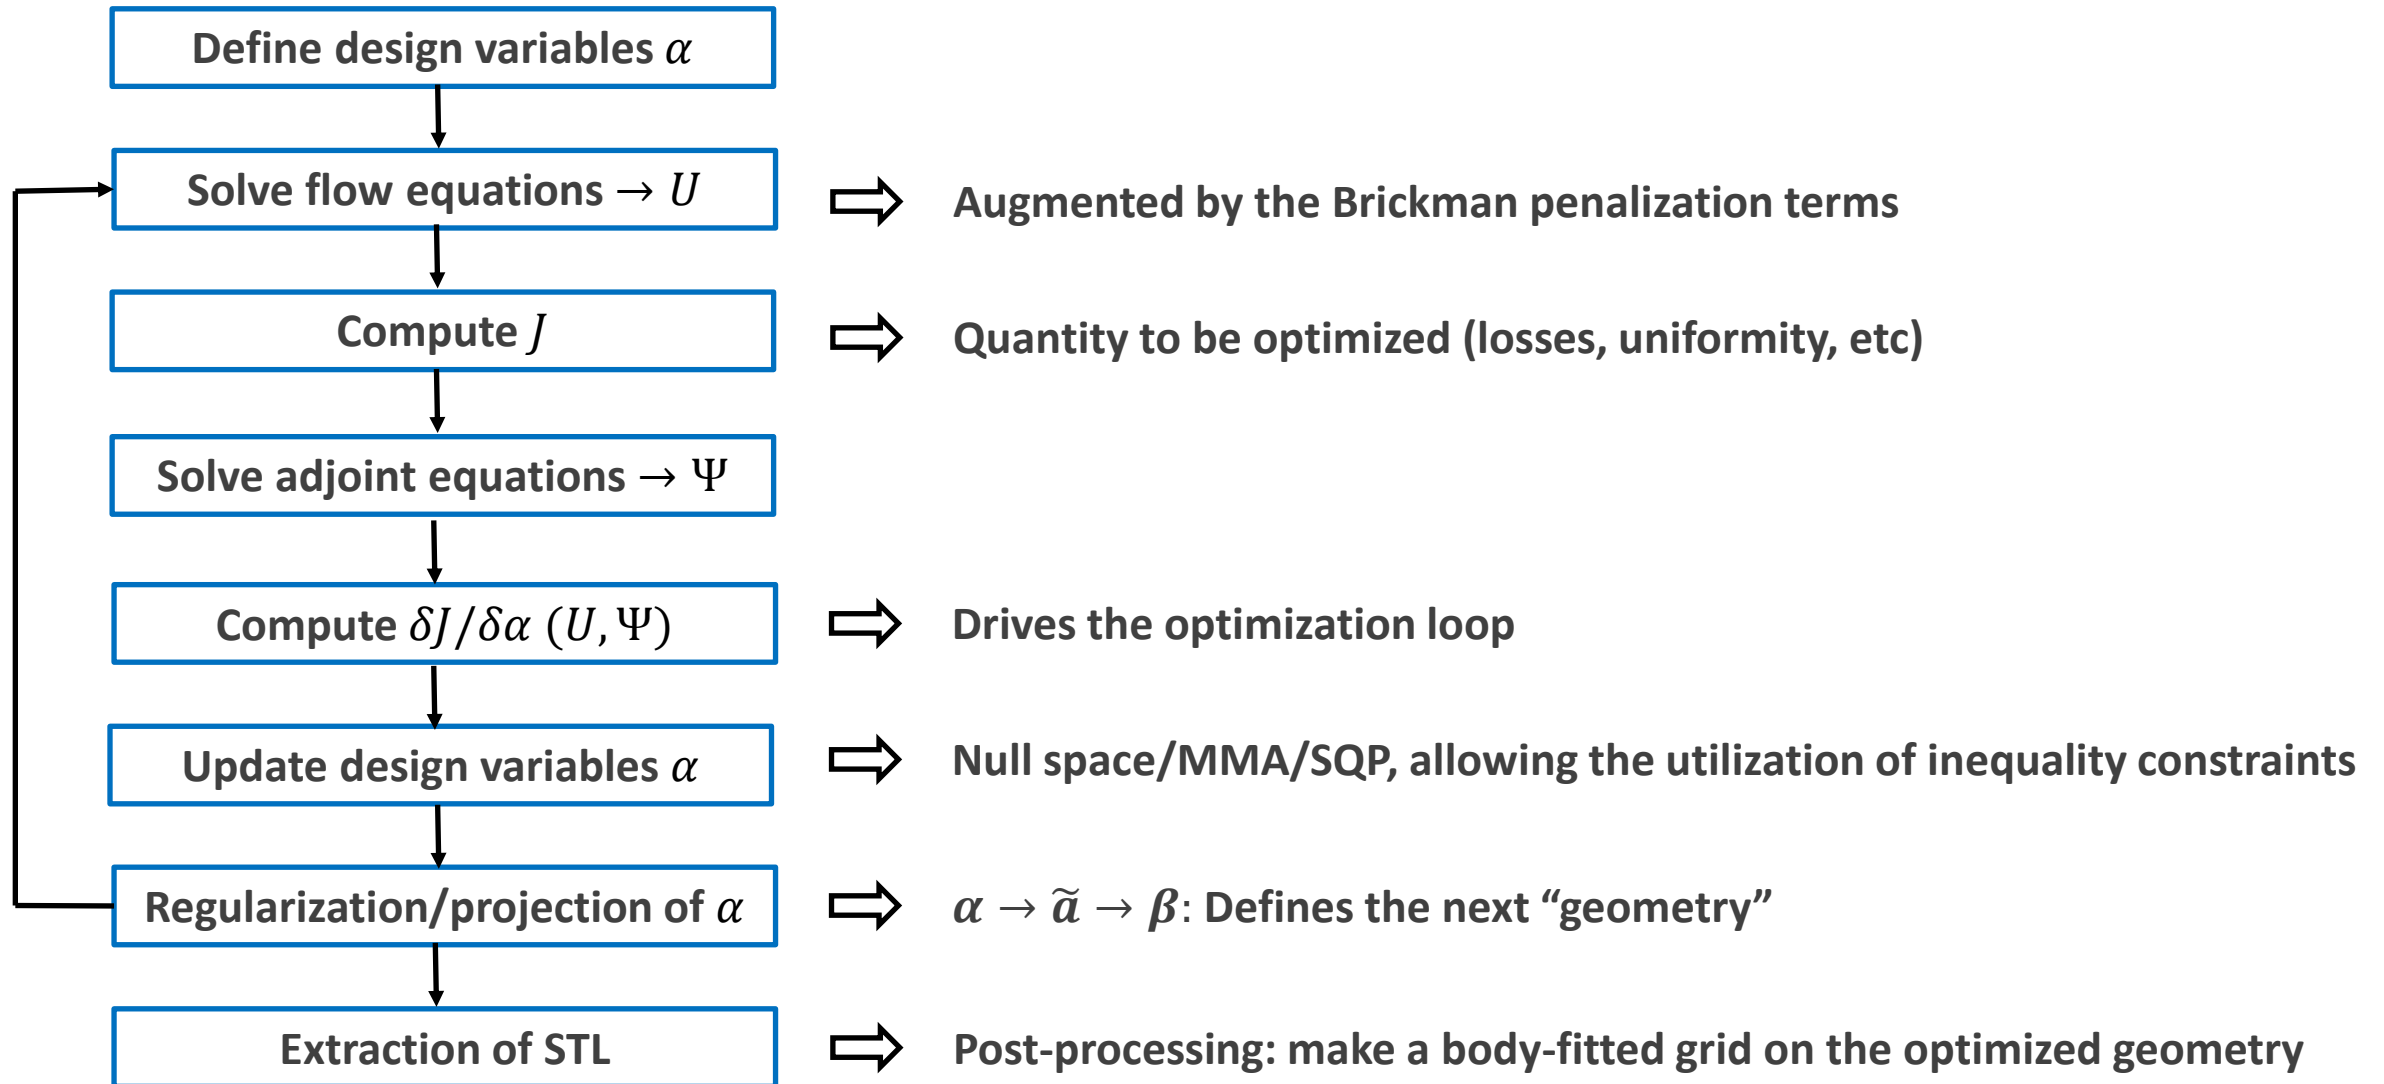 Define design variables α
Solve flow equations → U
Augmented by the Brickman penalization terms
Compute J
Quantity to be optimized (losses, uniformity, etc)
Solve adjoint equations → Ψ
Compute δJ/δα (U, Ψ)
Drives the optimization loop
Update design variables α
Null space/MMA/SQP, allowing the utilization of inequality constraints
Regularization/projection of α
α → ã → β: Defines the next “geometry”
Extraction of STL
Post-processing: make a body-fitted grid on the optimized geometry